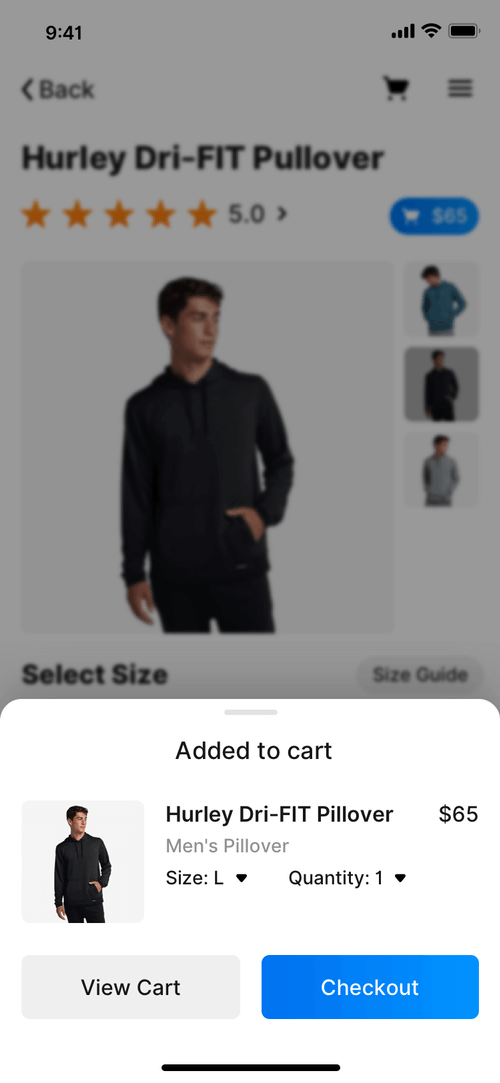 9:41
Back
Hurley Dri-FIT Pullover
5.0
$65
Select Size
Size Guide
Added to cart
Hurley Dri-FIT Pillover $65
Men's Pillover
Size: L Quantity: 1
View Cart Checkout